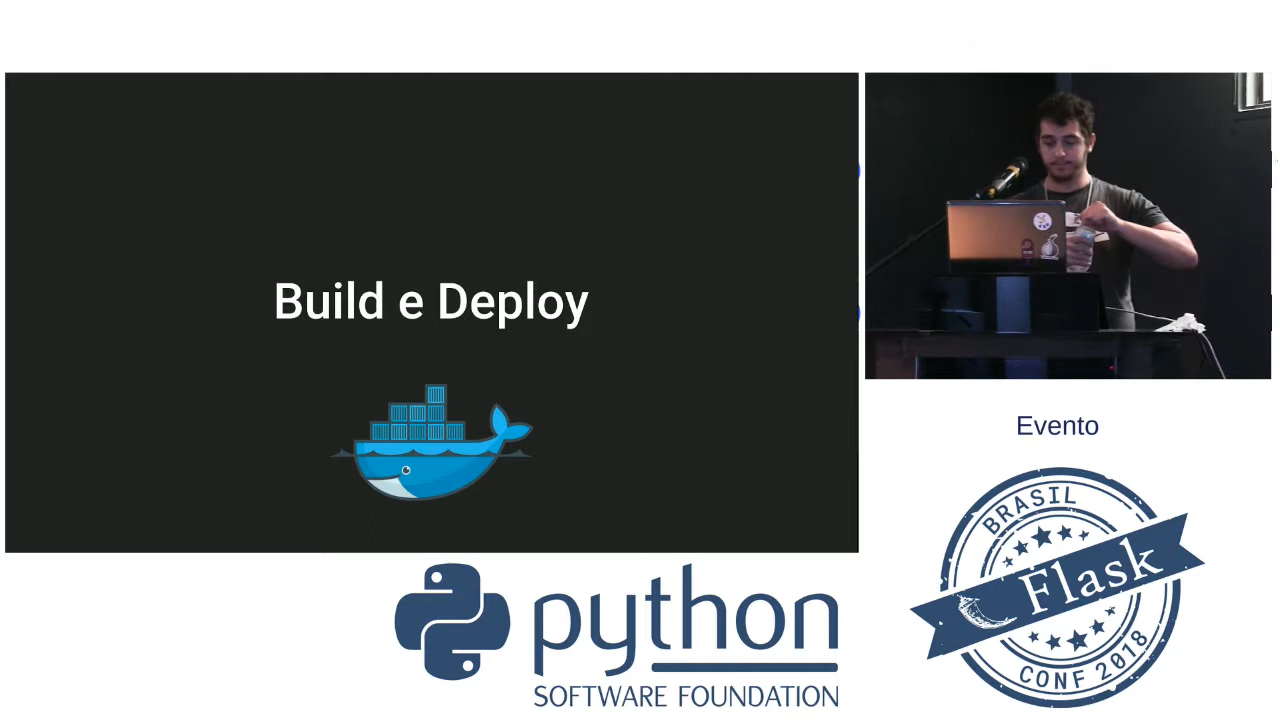 Build e Deploy
Evento
BRASIL
Flask
CONF 2018
python
SOFTWARE FOUNDATION